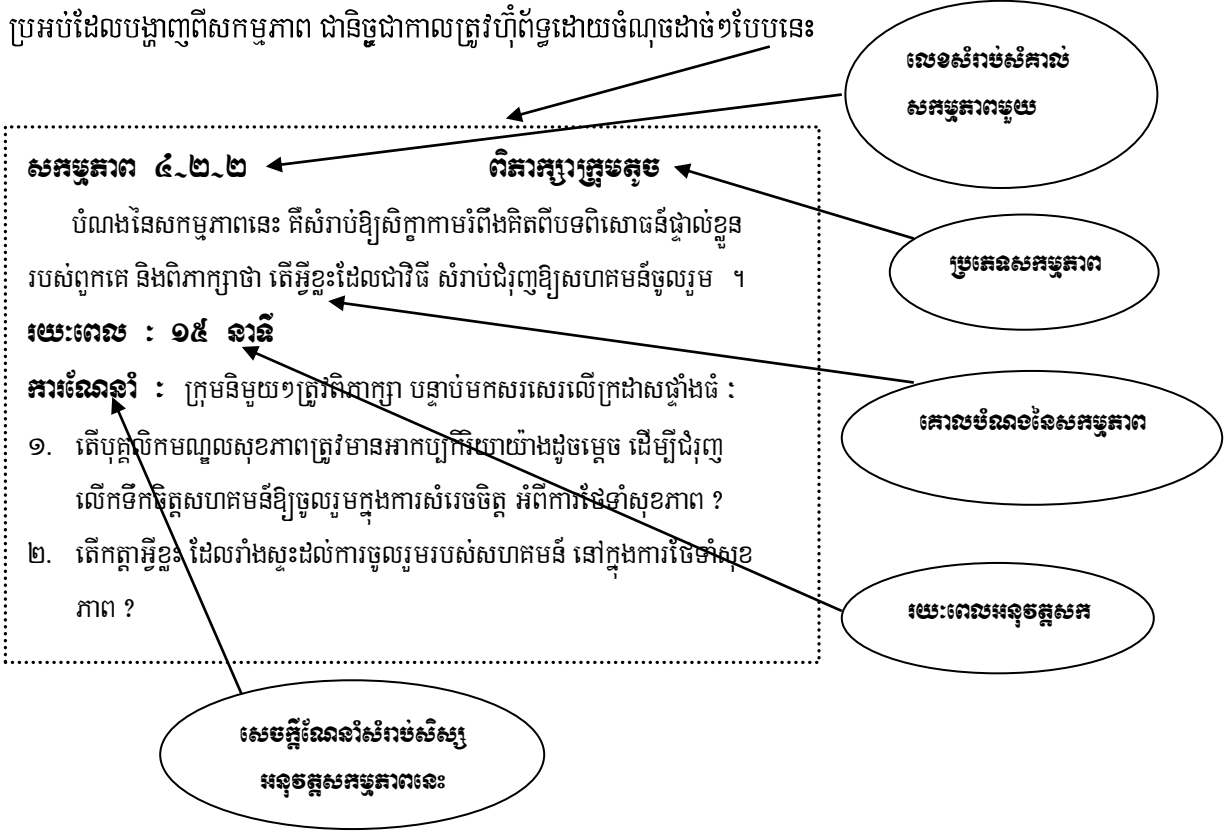 ប្រអប់ដែលបង្ហាញពីសកម្មភាព ជានិច្ចជាកាលត្រូវហ៊ុំព័ទ្ធដោយចំណុចដាច់ៗបែបនេះ
លេខសំរាប់សំគាល់
សកម្មភាពមួយ
សកម្មភាព ៤.២.២ ពិភាក្សាក្រុមតូច
បំណងនៃសកម្មភាពនេះ គឺសំរាប់ឱ្យសិក្ខាកាមរំពឹងគិតពីបទពិសោធន៍ផ្ទាល់ខ្លួន
របស់ពួកគេ និងពិភាក្សាថា តើអ្វីខ្លះដែលជាវិធី សំរាប់ជំរុញឱ្យសហគមន៍ចូលរួម ។
ប្រភេទសកម្មភាព
រយៈពេល : ១៥ នាទី
ការណែនាំ : ក្រុមនិមួយៗត្រូវពិភាក្សា បន្ទាប់មកសរសេរលើក្រដាសផ្ទាំងធំ :
គោលបំណងនៃសកម្មភាព
១. តើបុគ្គលិកមណ្ឌលសុខភាពត្រូវមានអាកប្បកិរិយាយ៉ាងដូចម្តេច ដើម្បីជំរុញ
លើកទឹកចិត្តសហគមន៍ឱ្យចូលរួមក្នុងការសំរេចចិត្ត អំពីការថែទាំសុខភាព ?
២. តើកត្តាអ្វីខ្លះ ដែលរាំងស្ទះដល់ការចូលរួមរបស់សហគមន៍ នៅក្នុងការថែទាំសុខ
ភាព ?
រយៈពេលអនុវត្តសក
សេចក្តីណែនាំសំរាប់សិស្ស
អនុវត្តសកម្មភាពនេះ